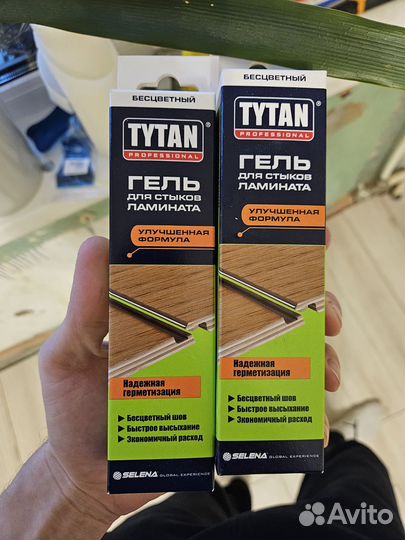 БЕСЦВЕТНЫЙ
TYTAN®
PROFESSIONAL
ГЕЛЬ
ДЛЯ СТЫКОВ
ЛАМИНАТА
УЛУЧШЕННАЯ
ФОРМУЛА
Надежная
герметизация
Бесцветный шов
Быстрое высыхание
Экономичный расход
SELENA GLOBAL EXPERIENCE
БЕСЦВЕТНЫЙ
TYTAN®
PROFESSIONAL
ГЕЛЬ
ДЛЯ СТЫКОВ
ЛАМИНАТА
УЛУЧШЕННАЯ
ФОРМУЛА
Надежная
герметизация
Бесцветный шов
Быстрое высыхание
Экономичный расход
SELENA GLOBAL EXPERIENCE
Avito